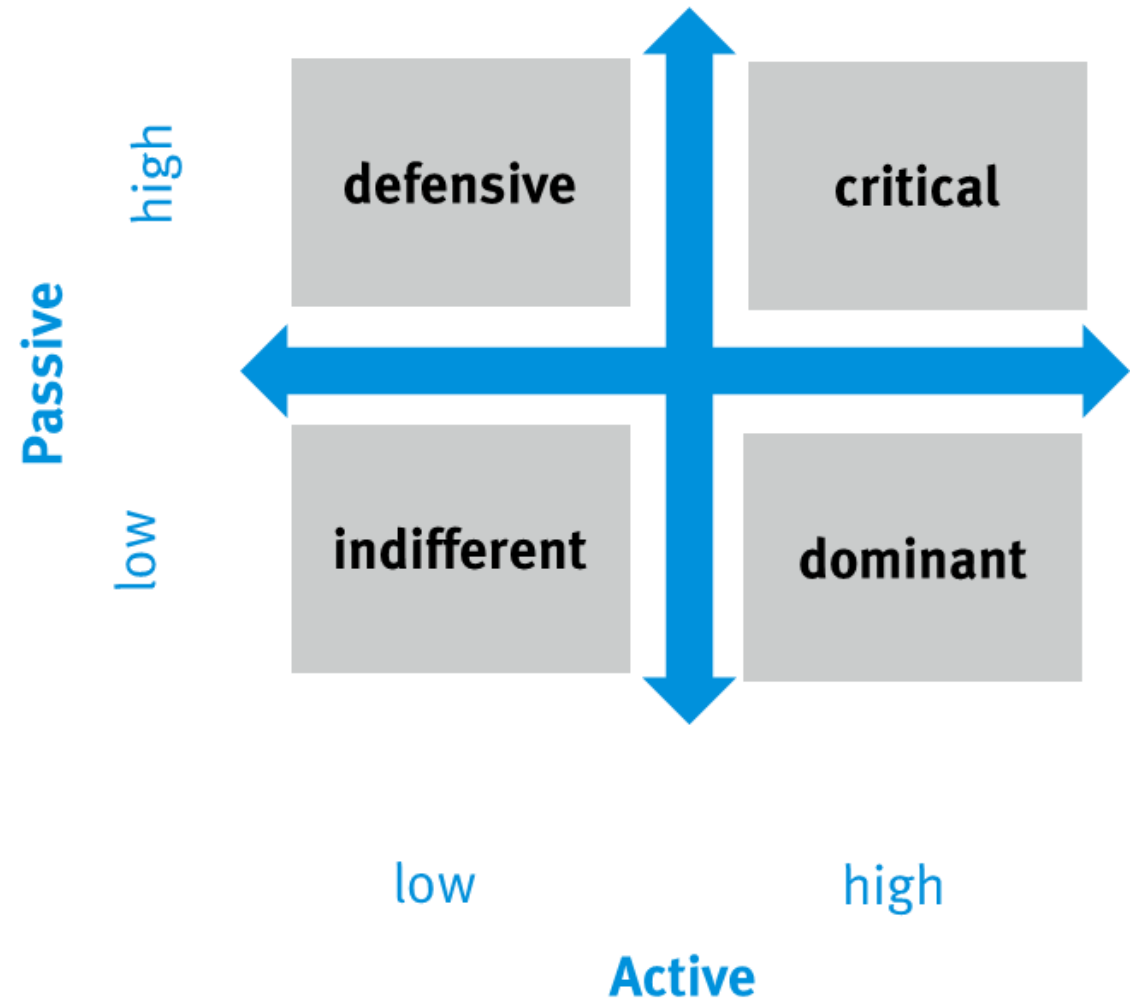 high
defensive
critical
Passive
low
indifferent
dominant
low
high
Active